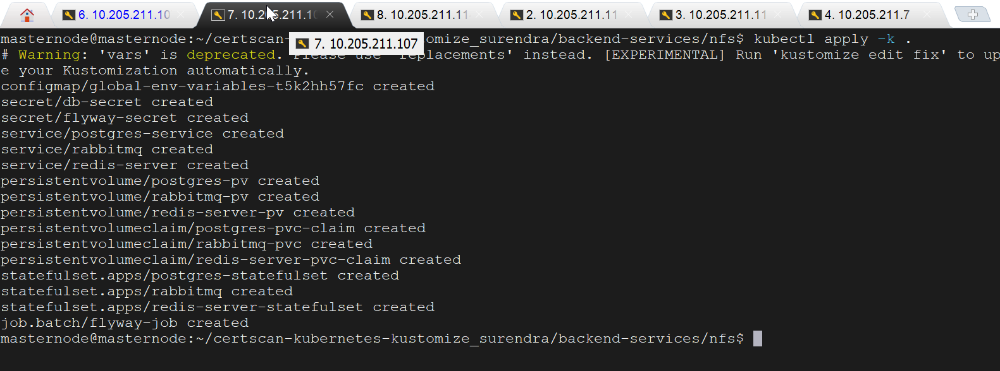 6. 10.205.211.10
7. 10.205.211.10
8. 10.205.211.11
2. 10.205.211.11
3. 10.205.211.11
4. 10.205.211.7
masternode@masternode:~/certscan- omize_surendra/backend-services/nfs$ kubectl apply -k .
7. 10.205.211.107
# Warning: 'vars' is deprecated. Please use 'replacements' instead. [EXPERIMENTAL] Run 'kustomize edit fix' to up
e your Kustomization automatically.
configmap/global-env-variables-t5k2hh57fc created
secret/db-secret created
secret/flyway-secret created
service/postgres-service created
service/rabbitmq created
service/redis-server created
persistentvolume/postgres-pv created
persistentvolume/rabbitmq-pv created
persistentvolume/redis-server-pv created
persistentvolumeclaim/postgres-pvc-claim created
persistentvolumeclaim/rabbitmq-pvc created
persistentvolumeclaim/redis-server-pvc-claim created
statefulset.apps/postgres-statefulset created
statefulset.apps/rabbitmq created
statefulset.apps/redis-server-statefulset created
job.batch/flyway-job created
masternode@masternode:~/certscan-kubernetes-kustomize_surendra/backend-services/nfs$